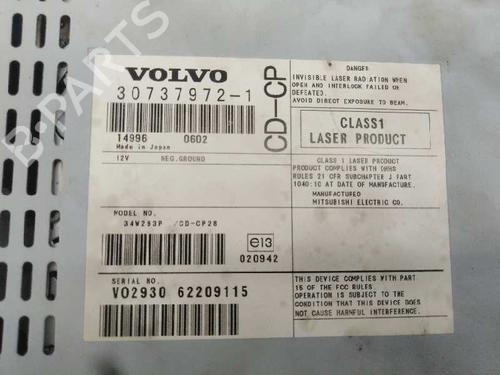 VOLVO
30737972-1
14996 0602
Made in Japan
12V NEG.GROUND
MODEL NO.
34W293P /CD-CP28
e13
020942
SERIAL NO.
VO2930 62209115
CD-CP
DANGER
INVISIBLE LASER RADIATION WHEN
OPEN AND INTERLOCK FAILED OR
DEFEATED.
AVOID DIRECT EXPOSURE TO BEAM.
CLASS1
LASER PRODUCT
CLASS 1 LASER PRODUCT
PRODUCT COMPLIES WITH DHHS
RULES 21 CFR SUBCHAPTER J PART
1040:10 AT DATE OF MANUFACTURE.
MANUFACTURED
MITSUBISHI ELECTRIC CO.
THIS DEVICE COMPLIES WITH PART
15 OF THE FCC RULES
OPERATION IS SUBJECT TO THE
CONDITION THAT THIS DEVICE DOES
NOT CAUSE HARMFUL INTERFERENCE.
B-PARTS